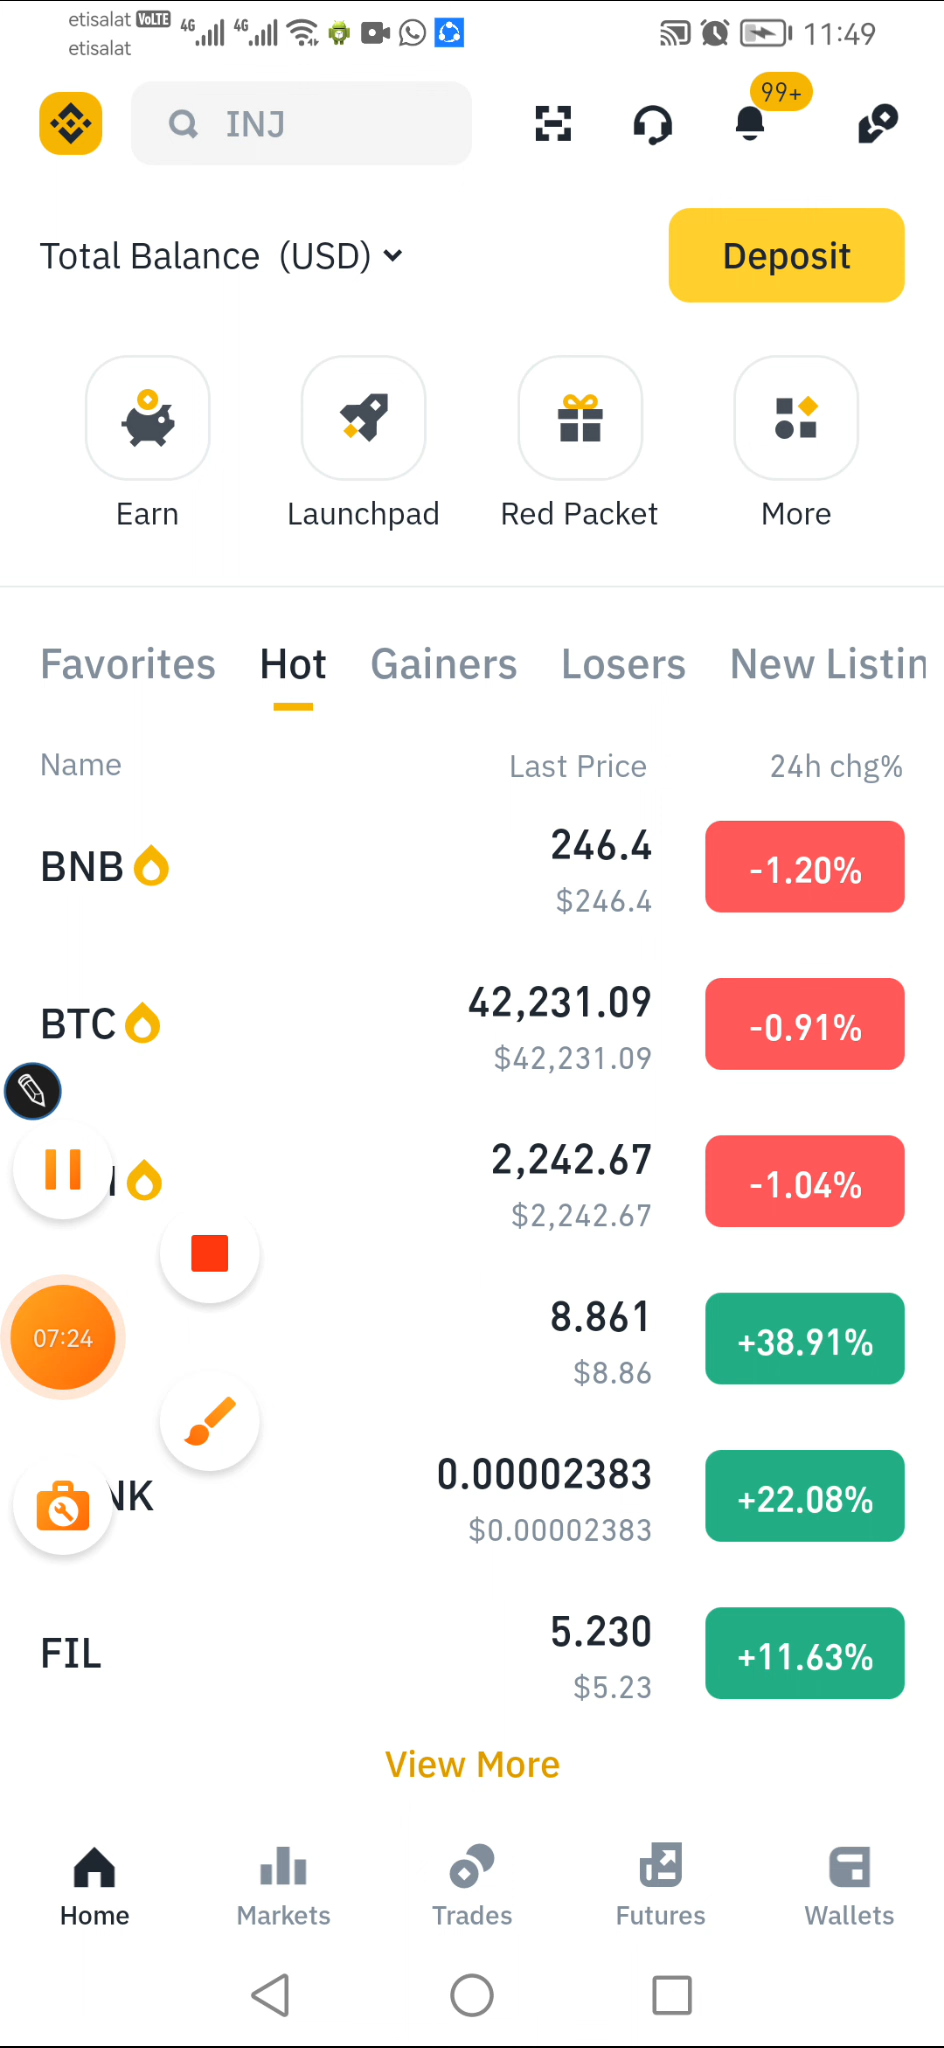 etisalat VoLTE 4G 4G 11:49
etisalat
INJ 99+
Total Balance (USD) Deposit
Earn Launchpad Red Packet More
Favorites Hot Gainers Losers New Listin
Name Last Price 24h chg%
BNB 246.4 -1.20%
$246.4
BTC 42,231.09 -0.91%
$42,231.09
2,242.67 -1.04%
$2,242.67
8.861 +38.91%
07:24
$8.86
NK 0.00002383 +22.08%
$0.00002383
FIL 5.230 +11.63%
$5.23
View More
Home Markets Trades Futures Wallets